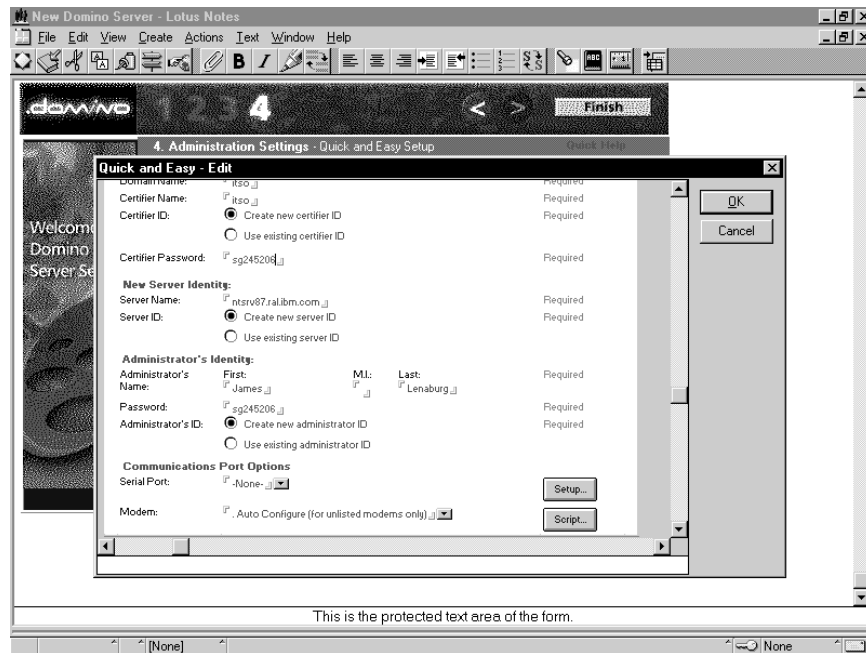 New Domino Server - Lotus Notes
File Edit View Create Actions Text Window Help
domino 1 2 3 4 < > Finish
4. Administration Settings - Quick and Easy Setup Quick Help
Quick and Easy - Edit
Domain Name: itso Required
Certifier Name: itso Required
Certifier ID: Create new certifier ID Required
Use existing certifier ID
Certifier Password: sg245206 Required
New Server Identity:
Server Name: ntsrv87.ral.ibm.com Required
Server ID: Create new server ID Required
Use existing server ID
Administrator's Identity:
Administrator's First: M.I.: Last: Required
Name: James Lenaburg
Password: sg245206 Required
Administrator's ID: Create new administrator ID Required
Use existing administrator ID
Communications Port Options
Serial Port: -None- Setup...
Modem: . Auto Configure (for unlisted modems only) Script...
OK
Cancel
Welcom
Domino
Server Se
This is the protected text area of the form.
[None] None